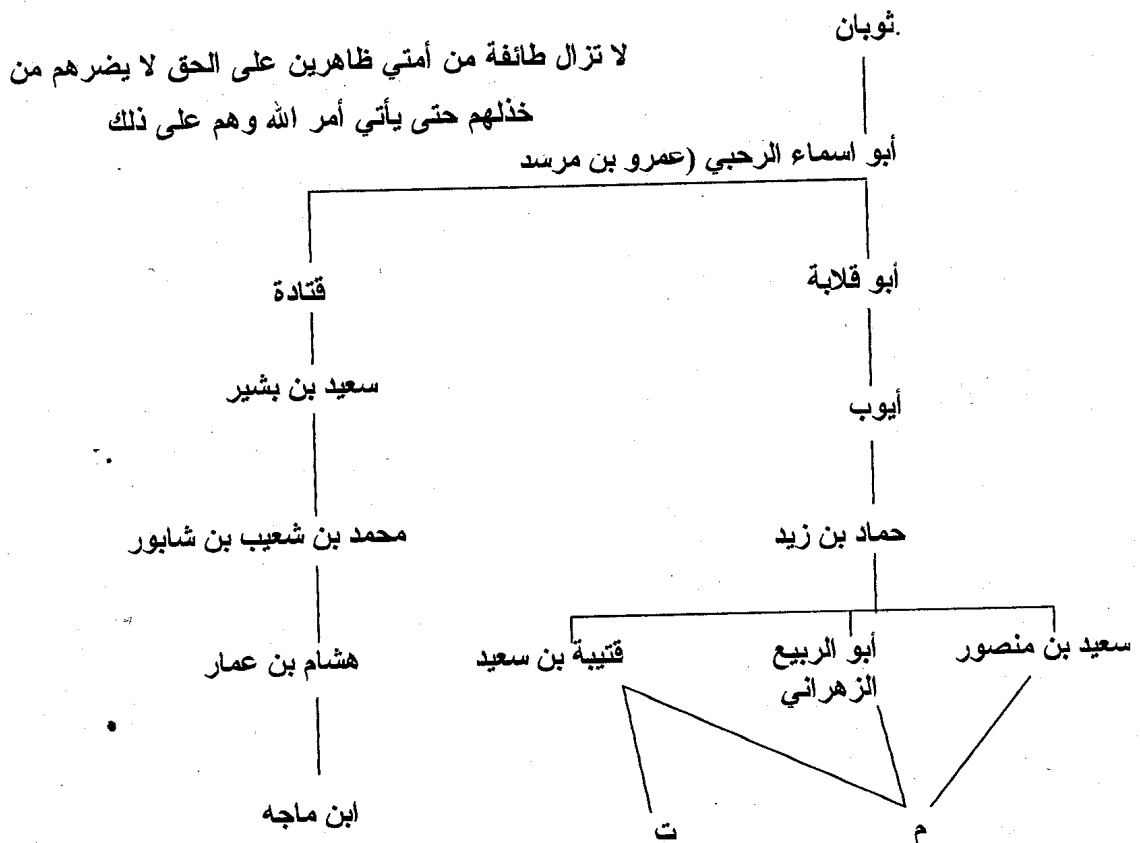 ثوبان.
لا تزال طائفة من أمتي ظاهرين على الحق لا يضرهم من
خذلهم حتى يأتي أمر الله وهم على ذلك
أبو اسماء الرحبي (عمرو بن مرسد
أبو قلابة
قتادة
أيوب
سعيد بن بشير
حماد بن زيد
محمد بن شعيب بن شابور
سعيد بن منصور
أبو الربيع
الزهراني
قتيبة بن سعيد
هشام بن عمار
م
ت
ابن ماجه